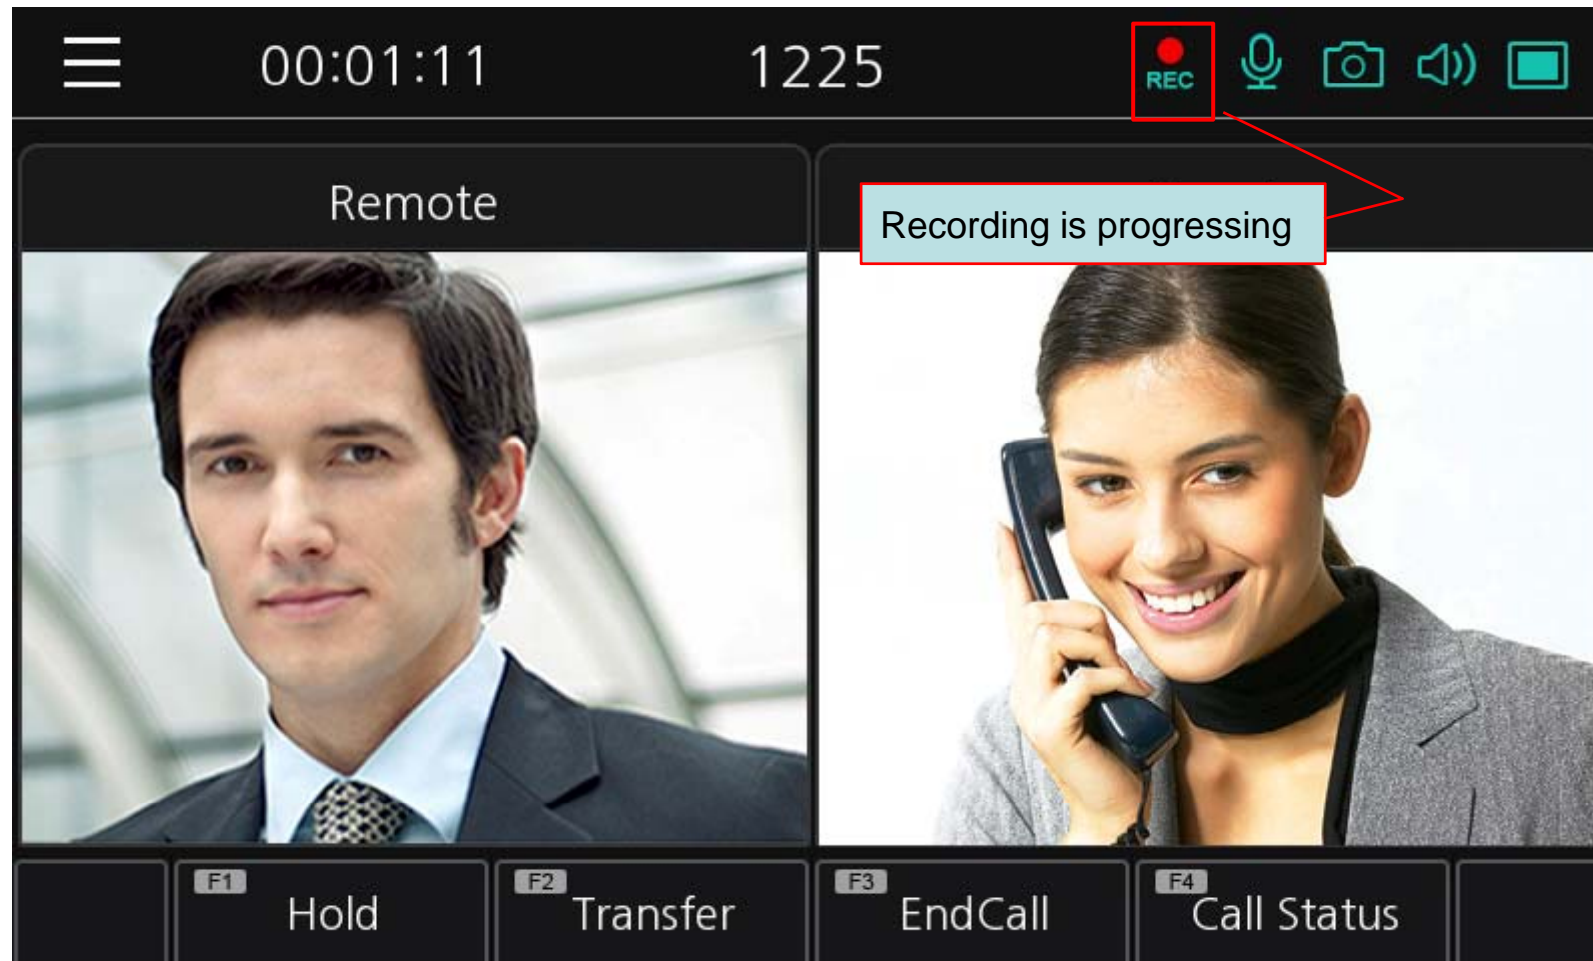 00:01:11
1225
REC
Remote
Recording is progressing
F1
Hold
F2
Transfer
F3
EndCall
F4
Call Status